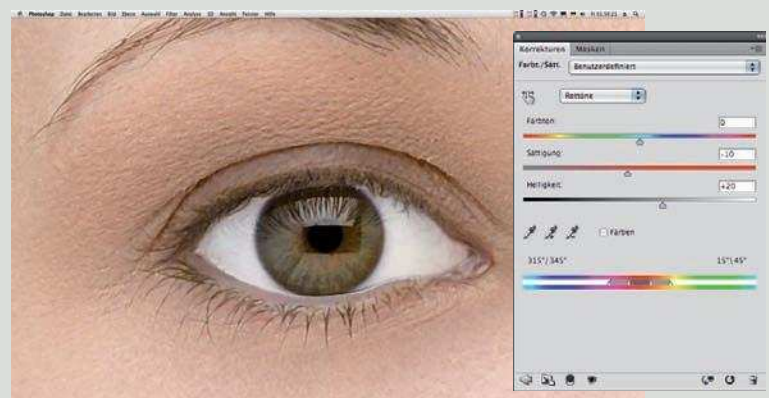 Photoshop Datei Bearbeiten Bild Ebene Auswahl Filter Analyse 3D Ansicht Fenster Hilfe
Korrekturen Masken
Farbt./Sätt. Benutzerdefiniert
Rottöne
Farbton: 0
Sättigung: -10
Helligkeit: +20
Färben
315°/345° 15°\45°